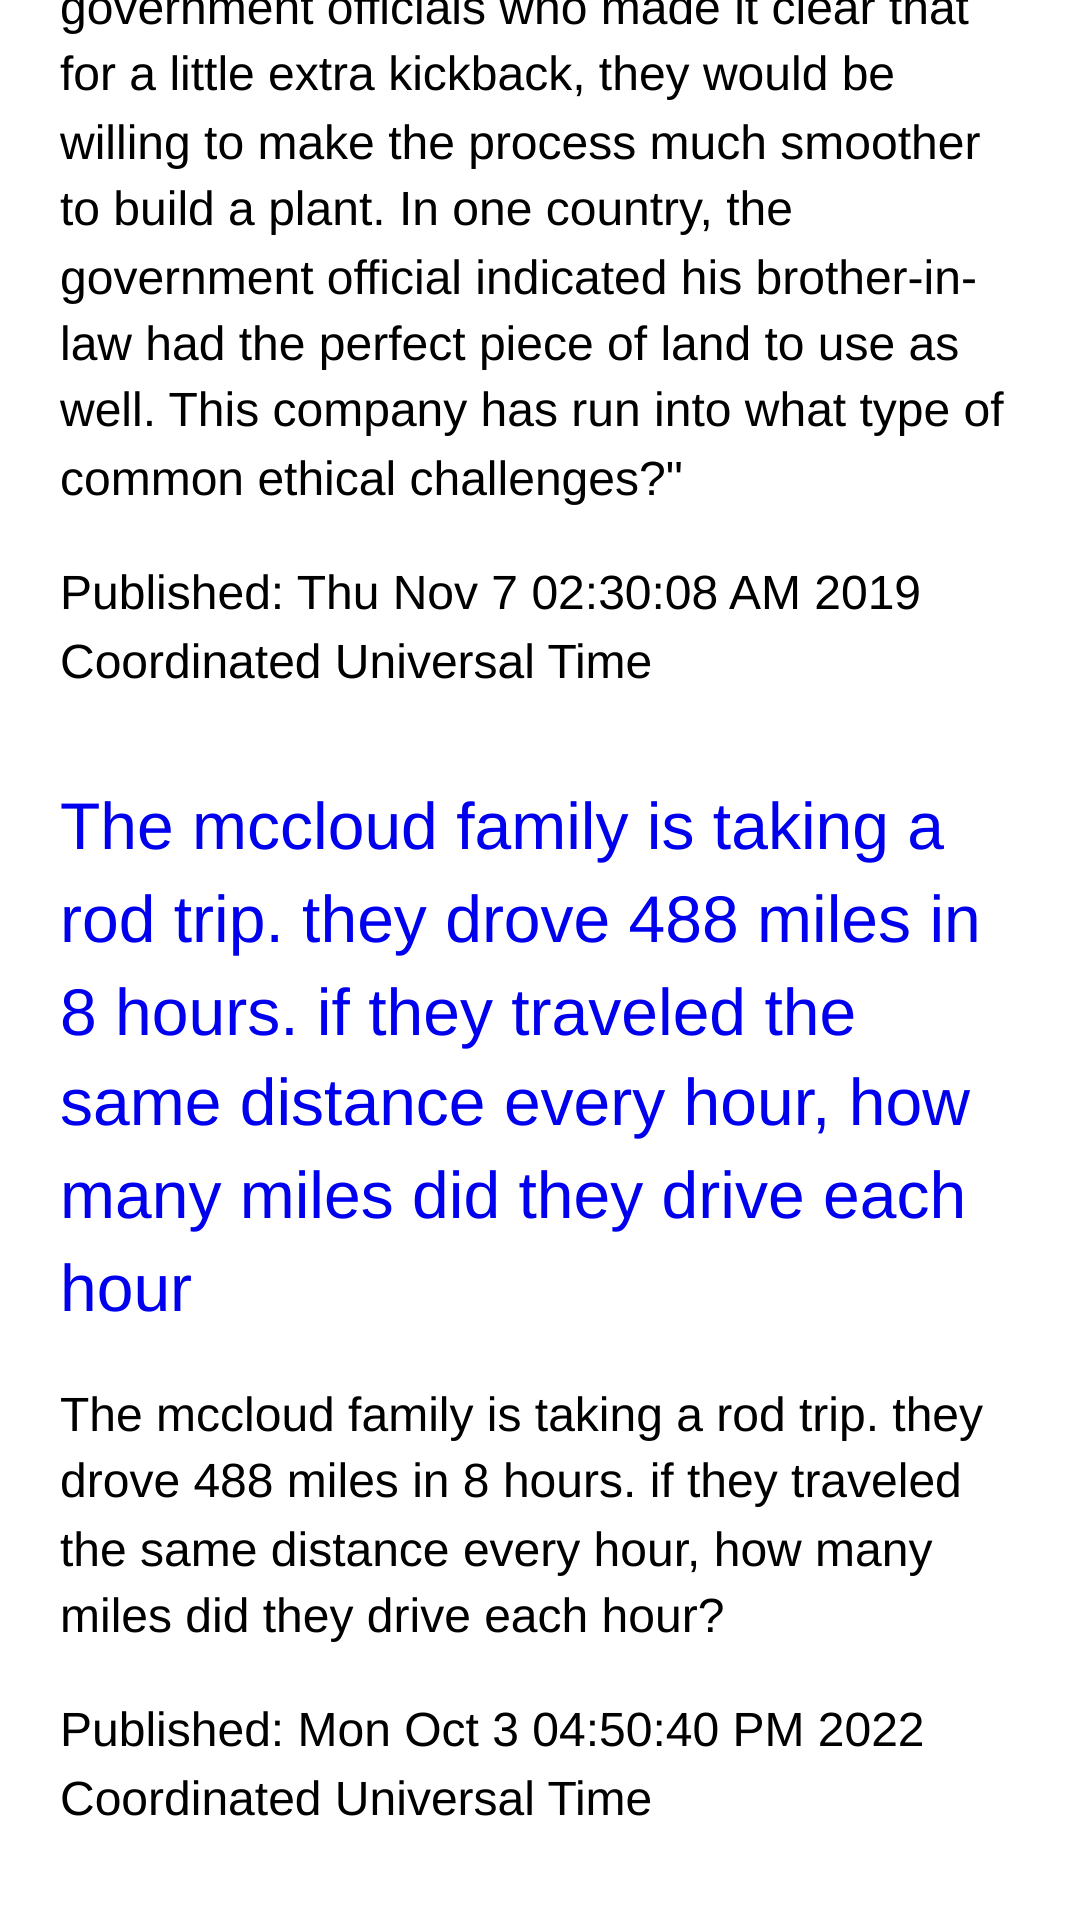 government officials who made it clear that
for a little extra kickback, they would be
willing to make the process much smoother
to build a plant. In one country, the
government official indicated his brother-in-
law had the perfect piece of land to use as
well. This company has run into what type of
common ethical challenges?"
Published: Thu Nov 7 02:30:08 AM 2019
Coordinated Universal Time
The mccloud family is taking a
rod trip. they drove 488 miles in
8 hours. if they traveled the
same distance every hour, how
many miles did they drive each
hour
The mccloud family is taking a rod trip. they
drove 488 miles in 8 hours. if they traveled
the same distance every hour, how many
miles did they drive each hour?
Published: Mon Oct 3 04:50:40 PM 2022
Coordinated Universal Time